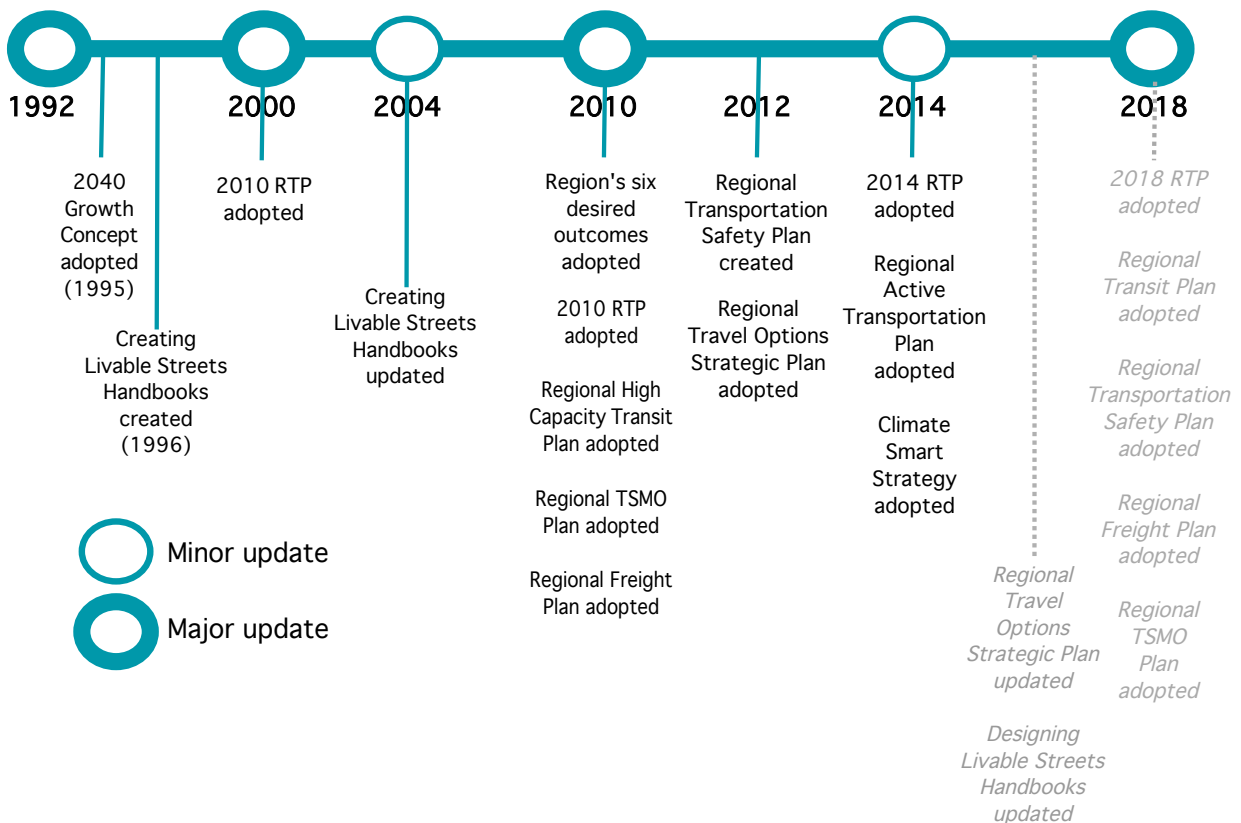 1992
2000
2004
2010
2012
2014
2018
2040
Growth
Concept
adopted
(1995)
Creating
Livable Streets
Handbooks
created
(1996)
2010 RTP
adopted
Creating
Livable Streets
Handbooks
updated
Region's six
desired
outcomes
adopted
2010 RTP
adopted
Regional High
Capacity Transit
Plan adopted
Regional TSMO
Plan adopted
Regional Freight
Plan adopted
Regional
Transportation
Safety Plan
created
Regional
Travel Options
Strategic Plan
adopted
2014 RTP
adopted
Regional
Active
Transportation
Plan
adopted
Climate
Smart
Strategy
adopted
Regional
Travel
Options
Strategic Plan
updated
Designing
Livable Streets
Handbooks
updated
2018 RTP
adopted
Regional
Transit Plan
adopted
Regional
Transportation
Safety Plan
adopted
Regional
Freight Plan
adopted
Regional
TSMO
Plan
adopted
Minor update
Major update